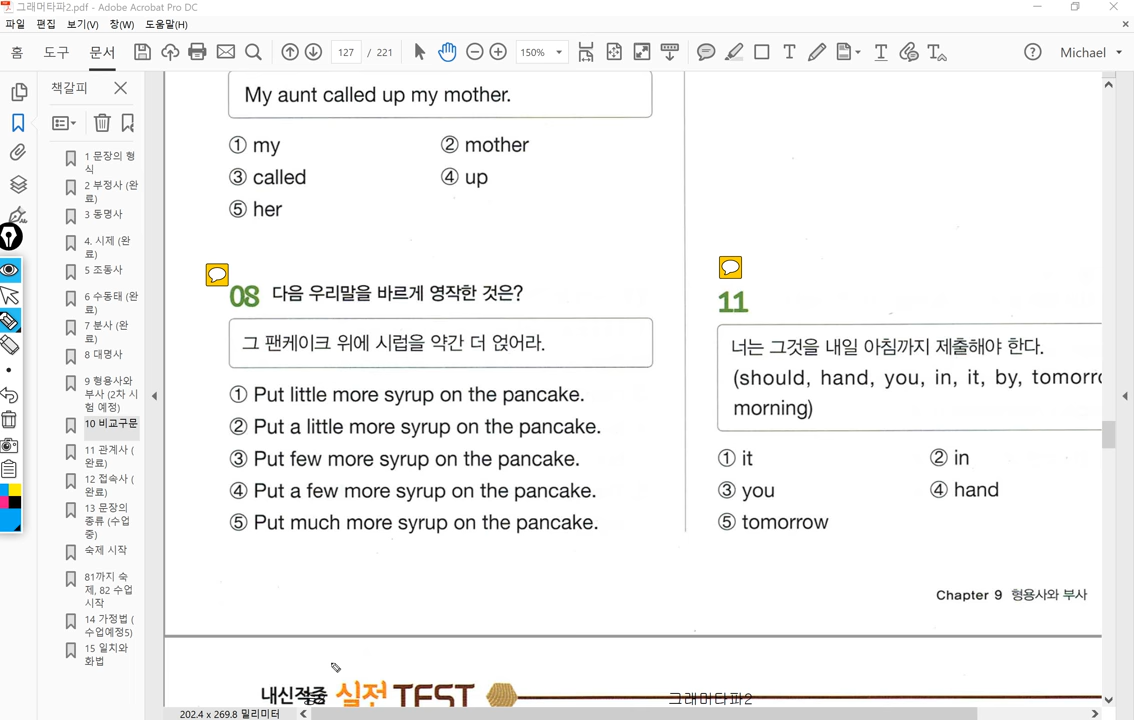 그래머타파2.pdf - Adobe Acrobat Pro DC
파일 편집 보기(V) 창(W) 도움말(H)
홈 도구 문서 127 / 221 150% Michael
책갈피
1 문장의 형식
2 부정사 (완료)
3 동명사
4. 시제 (완료)
5 조동사
6 수동태 (완료)
7 분사 (완료)
8 대명사
9 형용사와 부사 (2차 시험 예정)
10 비교구문
11 관계사 (완료)
12 접속사 (완료)
13 문장의 종류 (수업중)
숙제 시작
81까지 숙제, 82 수업 시작
14 가정법 (수업예정5)
15 일치와 화법
My aunt called up my mother.
① my ② mother
③ called ④ up
⑤ her
08 다음 우리말을 바르게 영작한 것은?
그 팬케이크 위에 시럽을 약간 더 얹어라.
① Put little more syrup on the pancake.
② Put a little more syrup on the pancake.
③ Put few more syrup on the pancake.
④ Put a few more syrup on the pancake.
⑤ Put much more syrup on the pancake.
11
너는 그것을 내일 아침까지 제출해야 한다.
(should, hand, you, in, it, by,
morning)
① it ② in
③ you ④ hand
⑤ tomorrow
Chapter 9 형용사와 부사
내신적중 실전 TEST
그래머타파2
202.4 x 269.8 밀리미터